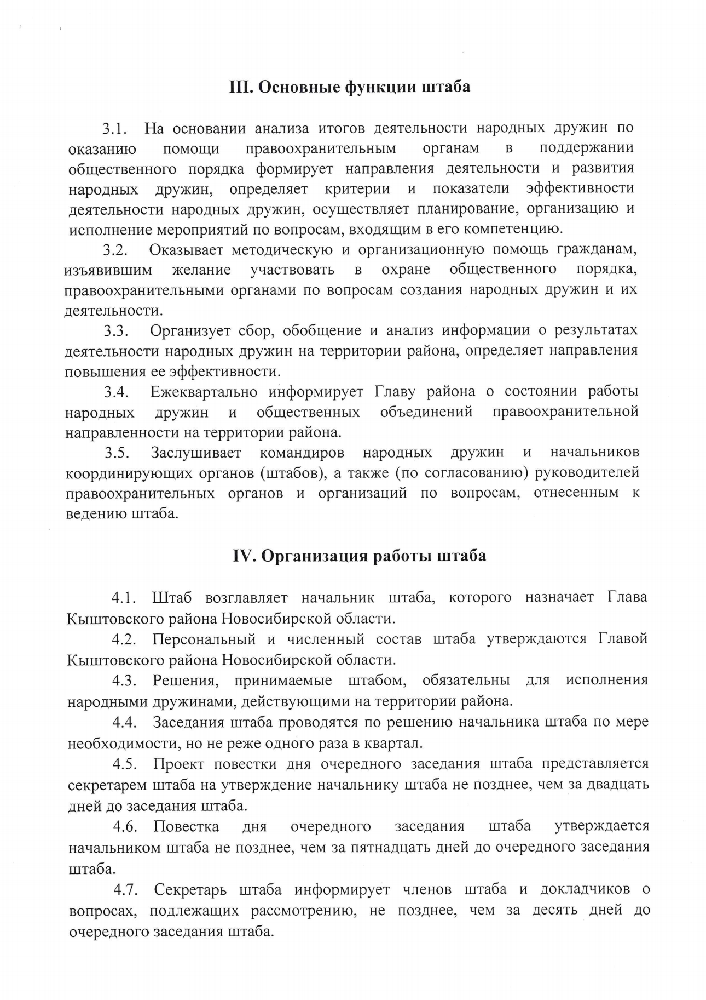 III. Основные функции штаба
3.1. На основании анализа итогов деятельности народных дружин по
оказанию помощи правоохранительным органам в поддержании
общественного порядка формирует направления деятельности и развития
народных дружин, определяет критерии и показатели эффективности
деятельности народных дружин, осуществляет планирование, организацию и
исполнение мероприятий по вопросам, входящим в его компетенцию.
3.2. Оказывает методическую и организационную помощь гражданам,
изъявившим желание участвовать в охране общественного порядка,
правоохранительными органами по вопросам создания народных дружин и их
деятельности.
3.3. Организует сбор, обобщение и анализ информации о результатах
деятельности народных дружин на территории района, определяет направления
повышения ее эффективности.
3.4. Ежеквартально информирует Главу района о состоянии работы
народных дружин и общественных объединений правоохранительной
направленности на территории района.
3.5. Заслушивает командиров народных дружин и начальников
координирующих органов (штабов), а также (по согласованию) руководителей
правоохранительных органов и организаций по вопросам, отнесенным к
ведению штаба.
IV. Организация работы штаба
4.1. Штаб возглавляет начальник штаба, которого назначает Глава
Кыштовского района Новосибирской области.
4.2. Персональный и численный состав штаба утверждаются Главой
Кыштовского района Новосибирской области.
4.3. Решения, принимаемые штабом, обязательны для исполнения
народными дружинами, действующими на территории района.
4.4. Заседания штаба проводятся по решению начальника штаба по мере
необходимости, но не реже одного раза в квартал.
4.5. Проект повестки дня очередного заседания штаба представляется
секретарем штаба на утверждение начальнику штаба не позднее, чем за двадцать
дней до заседания штаба.
4.6. Повестка дня очередного заседания штаба утверждается
начальником штаба не позднее, чем за пятнадцать дней до очередного заседания
штаба.
4.7. Секретарь штаба информирует членов штаба и докладчиков о
вопросах, подлежащих рассмотрению, не позднее, чем за десять дней до
очередного заседания штаба.